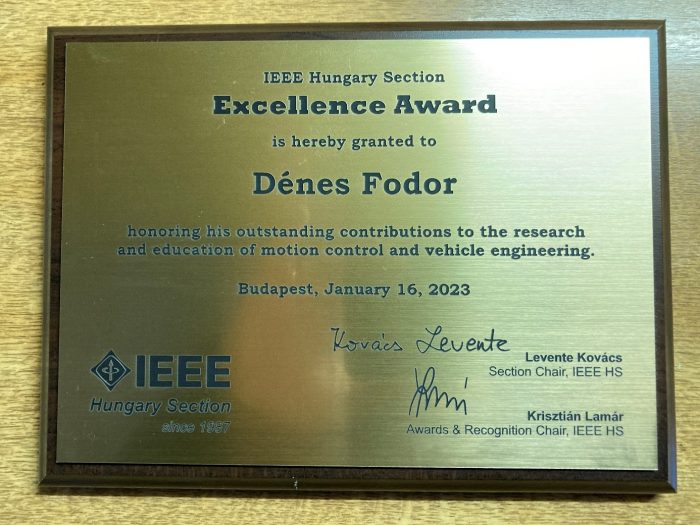 IEEE Hungary Section
Excellence Award
is hereby granted to
Dénes Fodor
honoring his outstanding contributions to the research
and education of motion control and vehicle engineering.
Budapest, January 16, 2023
Kovács Levente
Levente Kovács
Section Chair, IEEE HS
Krisztián Lamár
Awards & Recognition Chair, IEEE HS
IEEE
Hungary Section
since 1987